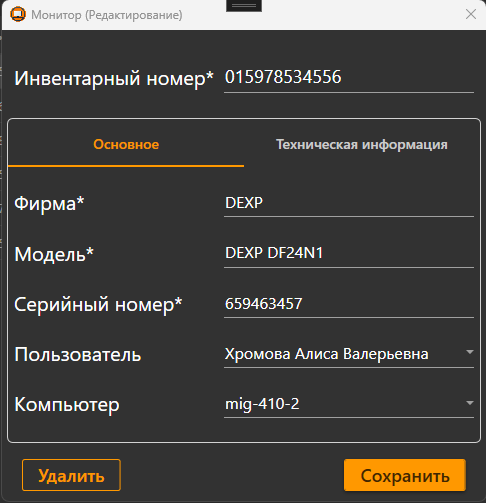 Монитор (Редактирование)
Инвентарный номер* 015978534556
Основное Техническая информация
Фирма* DEXP
Модель* DEXP DF24N1
Серийный номер* 659463457
Пользователь Хромова Алиса Валерьевна
Компьютер mig-410-2
Удалить Сохранить